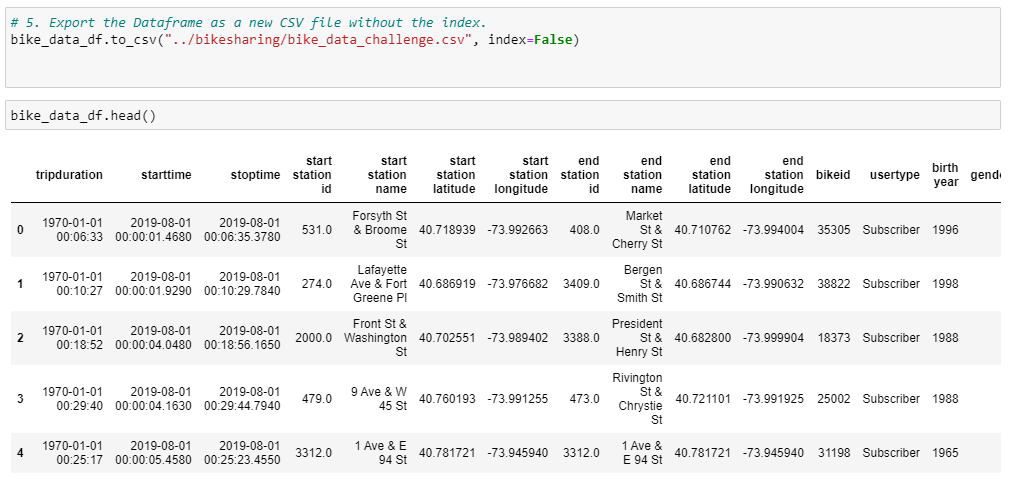 # 5. Export the Dataframe as a new CSV file without the index.
bike_data_df.to_csv("../bikesharing/bike_data_challenge.csv", index=False)
bike_data_df.head()
tripduration starttime stoptime start station id start station name start station latitude start station longitude end station id end station name end station latitude end station longitude bikeid usertype birth year gende
0 1970-01-01 00:06:33 2019-08-01 00:00:01.4680 2019-08-01 00:06:35.3780 531.0 Forsyth St & Broome St 40.718939 -73.992663 408.0 Market St & Cherry St 40.710762 -73.994004 35305 Subscriber 1996
1 1970-01-01 00:10:27 2019-08-01 00:00:01.9290 2019-08-01 00:10:29.7840 274.0 Lafayette Ave & Fort Greene Pl 40.686919 -73.976682 3409.0 Bergen St & Smith St 40.686744 -73.990632 38822 Subscriber 1998
2 1970-01-01 00:18:52 2019-08-01 00:00:04.0480 2019-08-01 00:18:56.1650 2000.0 Front St & Washington St 40.702551 -73.989402 3388.0 President St & Henry St 40.682800 -73.999904 18373 Subscriber 1988
3 1970-01-01 00:29:40 2019-08-01 00:00:04.1630 2019-08-01 00:29:44.7940 479.0 9 Ave & W 45 St 40.760193 -73.991255 473.0 Rivington St & Chrystie St 40.721101 -73.991925 25002 Subscriber 1988
4 1970-01-01 00:25:17 2019-08-01 00:00:05.4580 2019-08-01 00:25:23.4550 3312.0 1 Ave & E 94 St 40.781721 -73.945940 3312.0 1 Ave & E 94 St 40.781721 -73.945940 31198 Subscriber 1965